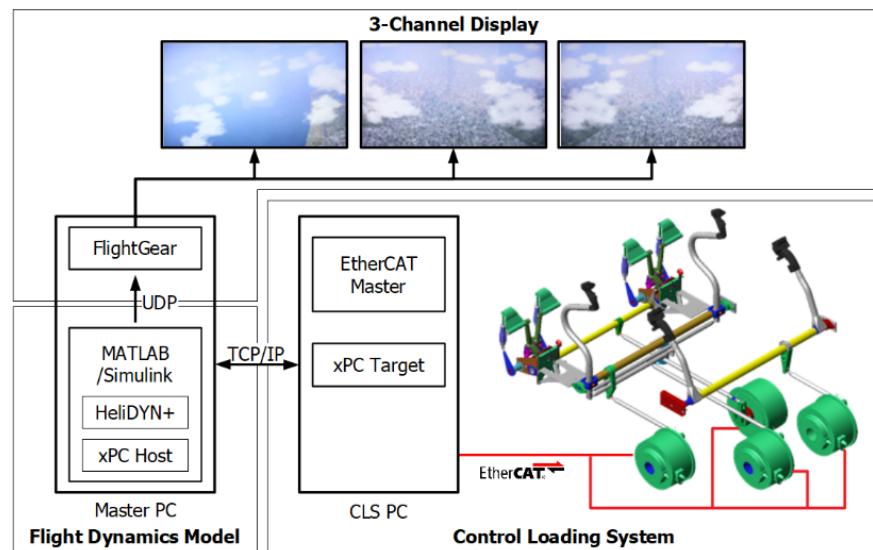 3-Channel Display
FlightGear
UDP
MATLAB
/Simulink
HeliDYN+
xPC Host
Master PC
Flight Dynamics Model
TCP/IP
EtherCAT
Master
xPC Target
CLS PC
EtherCAT
Control Loading System